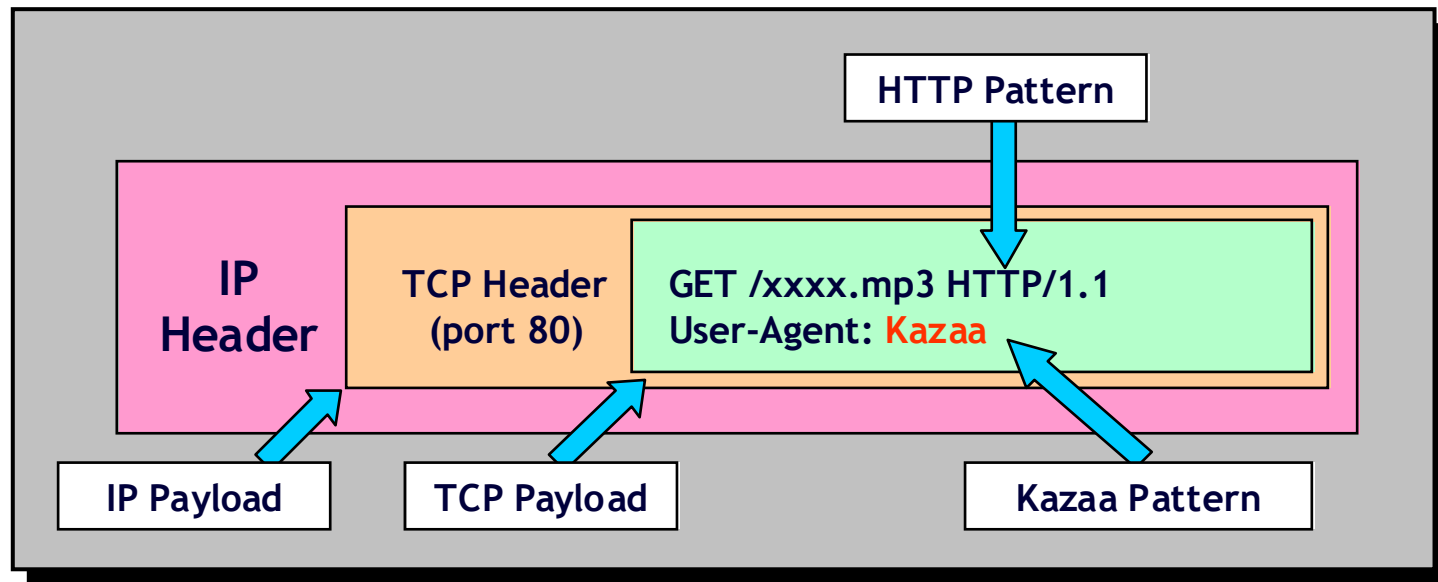 HTTP Pattern
IP
Header
TCP Header
(port 80)
GET /xxxx.mp3 HTTP/1.1
User-Agent: Kazaa
IP Payload
TCP Payload
Kazaa Pattern